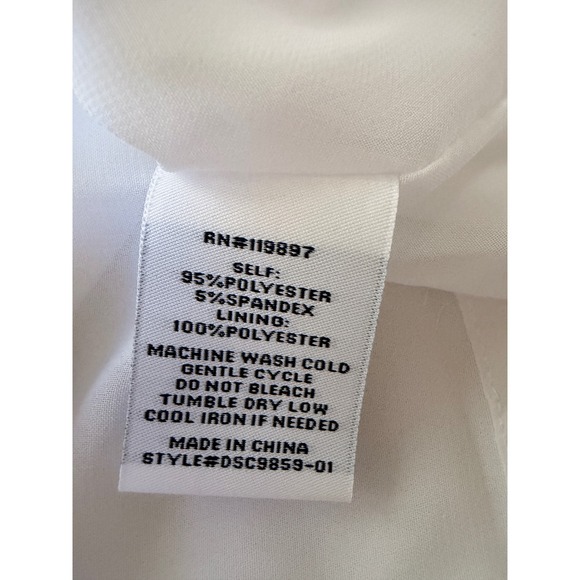 RN#119897
SELF:
95%POLYESTER
5%SPANDEX
LINING:
100%POLYESTER
MACHINE WASH COLD
GENTLE CYCLE
DO NOT BLEACH
TUMBLE DRY LOW
COOL IRON IF NEEDED
MADE IN CHINA
STYLE#DSC9859-01